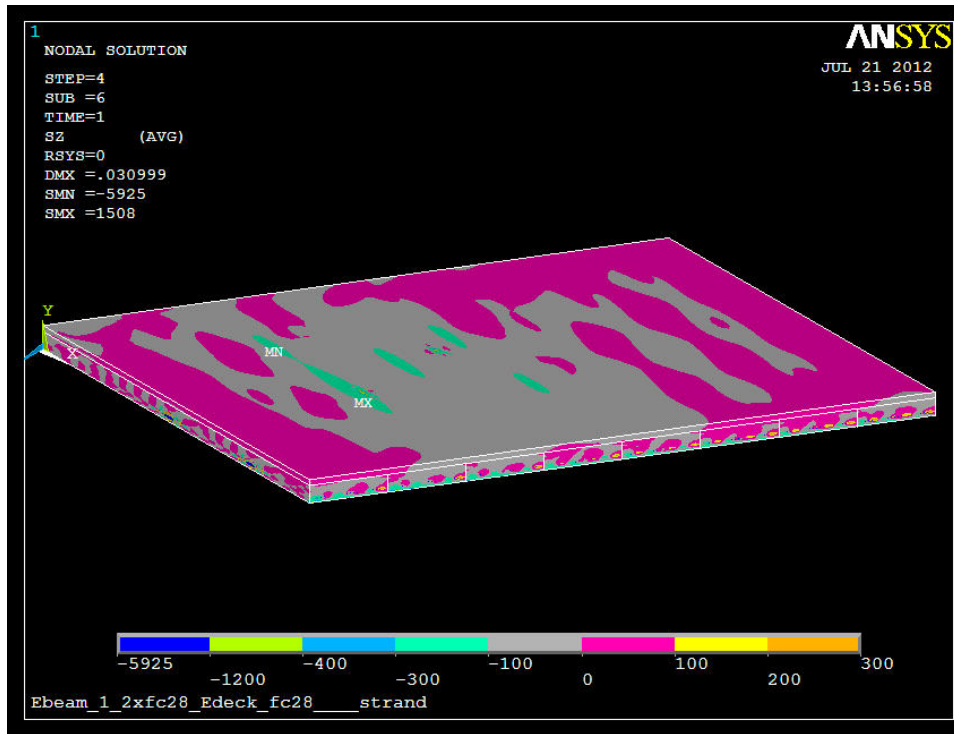 1
NODAL SOLUTION
STEP=4
SUB =6
TIME=1
SZ (AVG)
RSYS=0
DMX =.030999
SMN =-5925
SMX =1508
ANSYS
JUL 21 2012
13:56:58
Y
X
MN
MX
-5925 -400 -100 100 300
-1200 -300 0 200
Ebeam_1_2xfc28_Edeck_fc28____strand